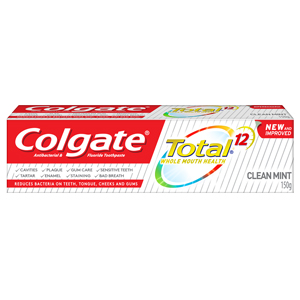 Colgate®
Antibacterial & Fluoride Toothpaste
✓CAVITIES ✓PLAQUE ✓GUM CARE ✓SENSITIVE TEETH
✓TARTAR ✓ENAMEL ✓STAINING ✓BAD BREATH
REDUCES BACTERIA ON TEETH, TONGUE, CHEEKS AND GUMS
Total 12
WHOLE MOUTH HEALTH
NEW AND IMPROVED
CLEAN MINT
150g